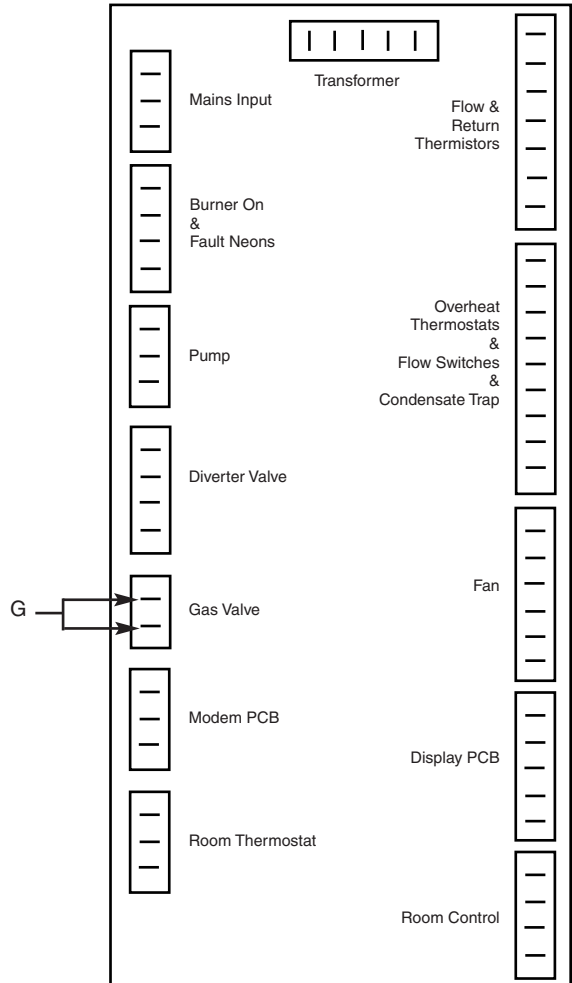 Transformer
Mains Input
Flow &
Return
Thermistors
Burner On
&
Fault Neons
Overheat
Thermostats
&
Flow Switches
&
Condensate Trap
Pump
Diverter Valve
Fan
G
Gas Valve
Modem PCB
Display PCB
Room Thermostat
Room Control